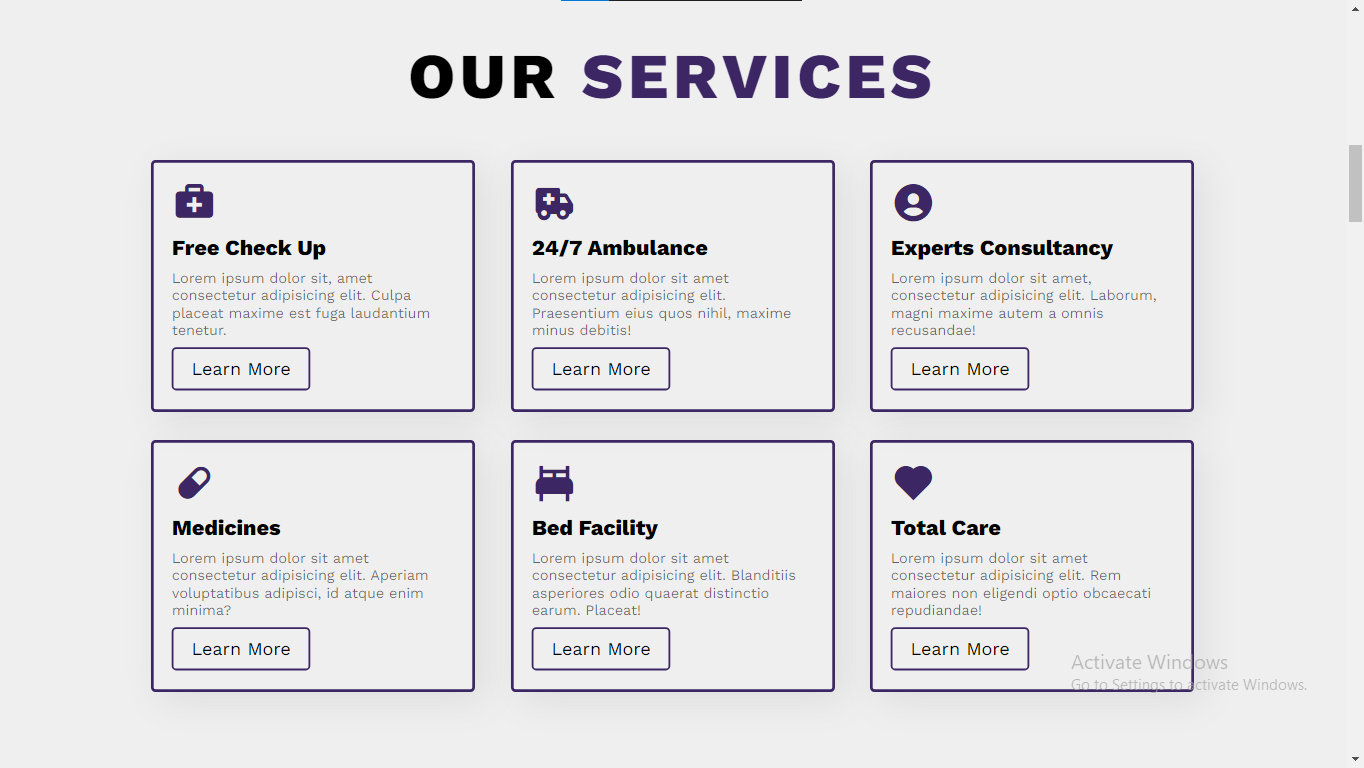 OUR SERVICES
Free Check Up
Lorem ipsum dolor sit, amet
consectetur adipisicing elit. Culpa
placeat maxime est fuga laudantium
tenetur.
Learn More
24/7 Ambulance
Lorem ipsum dolor sit amet
consectetur adipisicing elit.
Praesentium eius quos nihil, maxime
minus debitis!
Learn More
Experts Consultancy
Lorem ipsum dolor sit amet,
consectetur adipisicing elit. Laborum,
magni maxime autem a omnis
recusandae!
Learn More
Medicines
Lorem ipsum dolor sit amet
consectetur adipisicing elit. Aperiam
voluptatibus adipisci, id atque enim
minima?
Learn More
Bed Facility
Lorem ipsum dolor sit amet
consectetur adipisicing elit. Blanditiis
asperiores odio quaerat distinctio
earum. Placeat!
Learn More
Total Care
Lorem ipsum dolor sit amet
consectetur adipisicing elit. Rem
maiores non eligendi optio obcaecati
repudiandae!
Learn More
Activate Windows
Go to Settings to activate Windows.